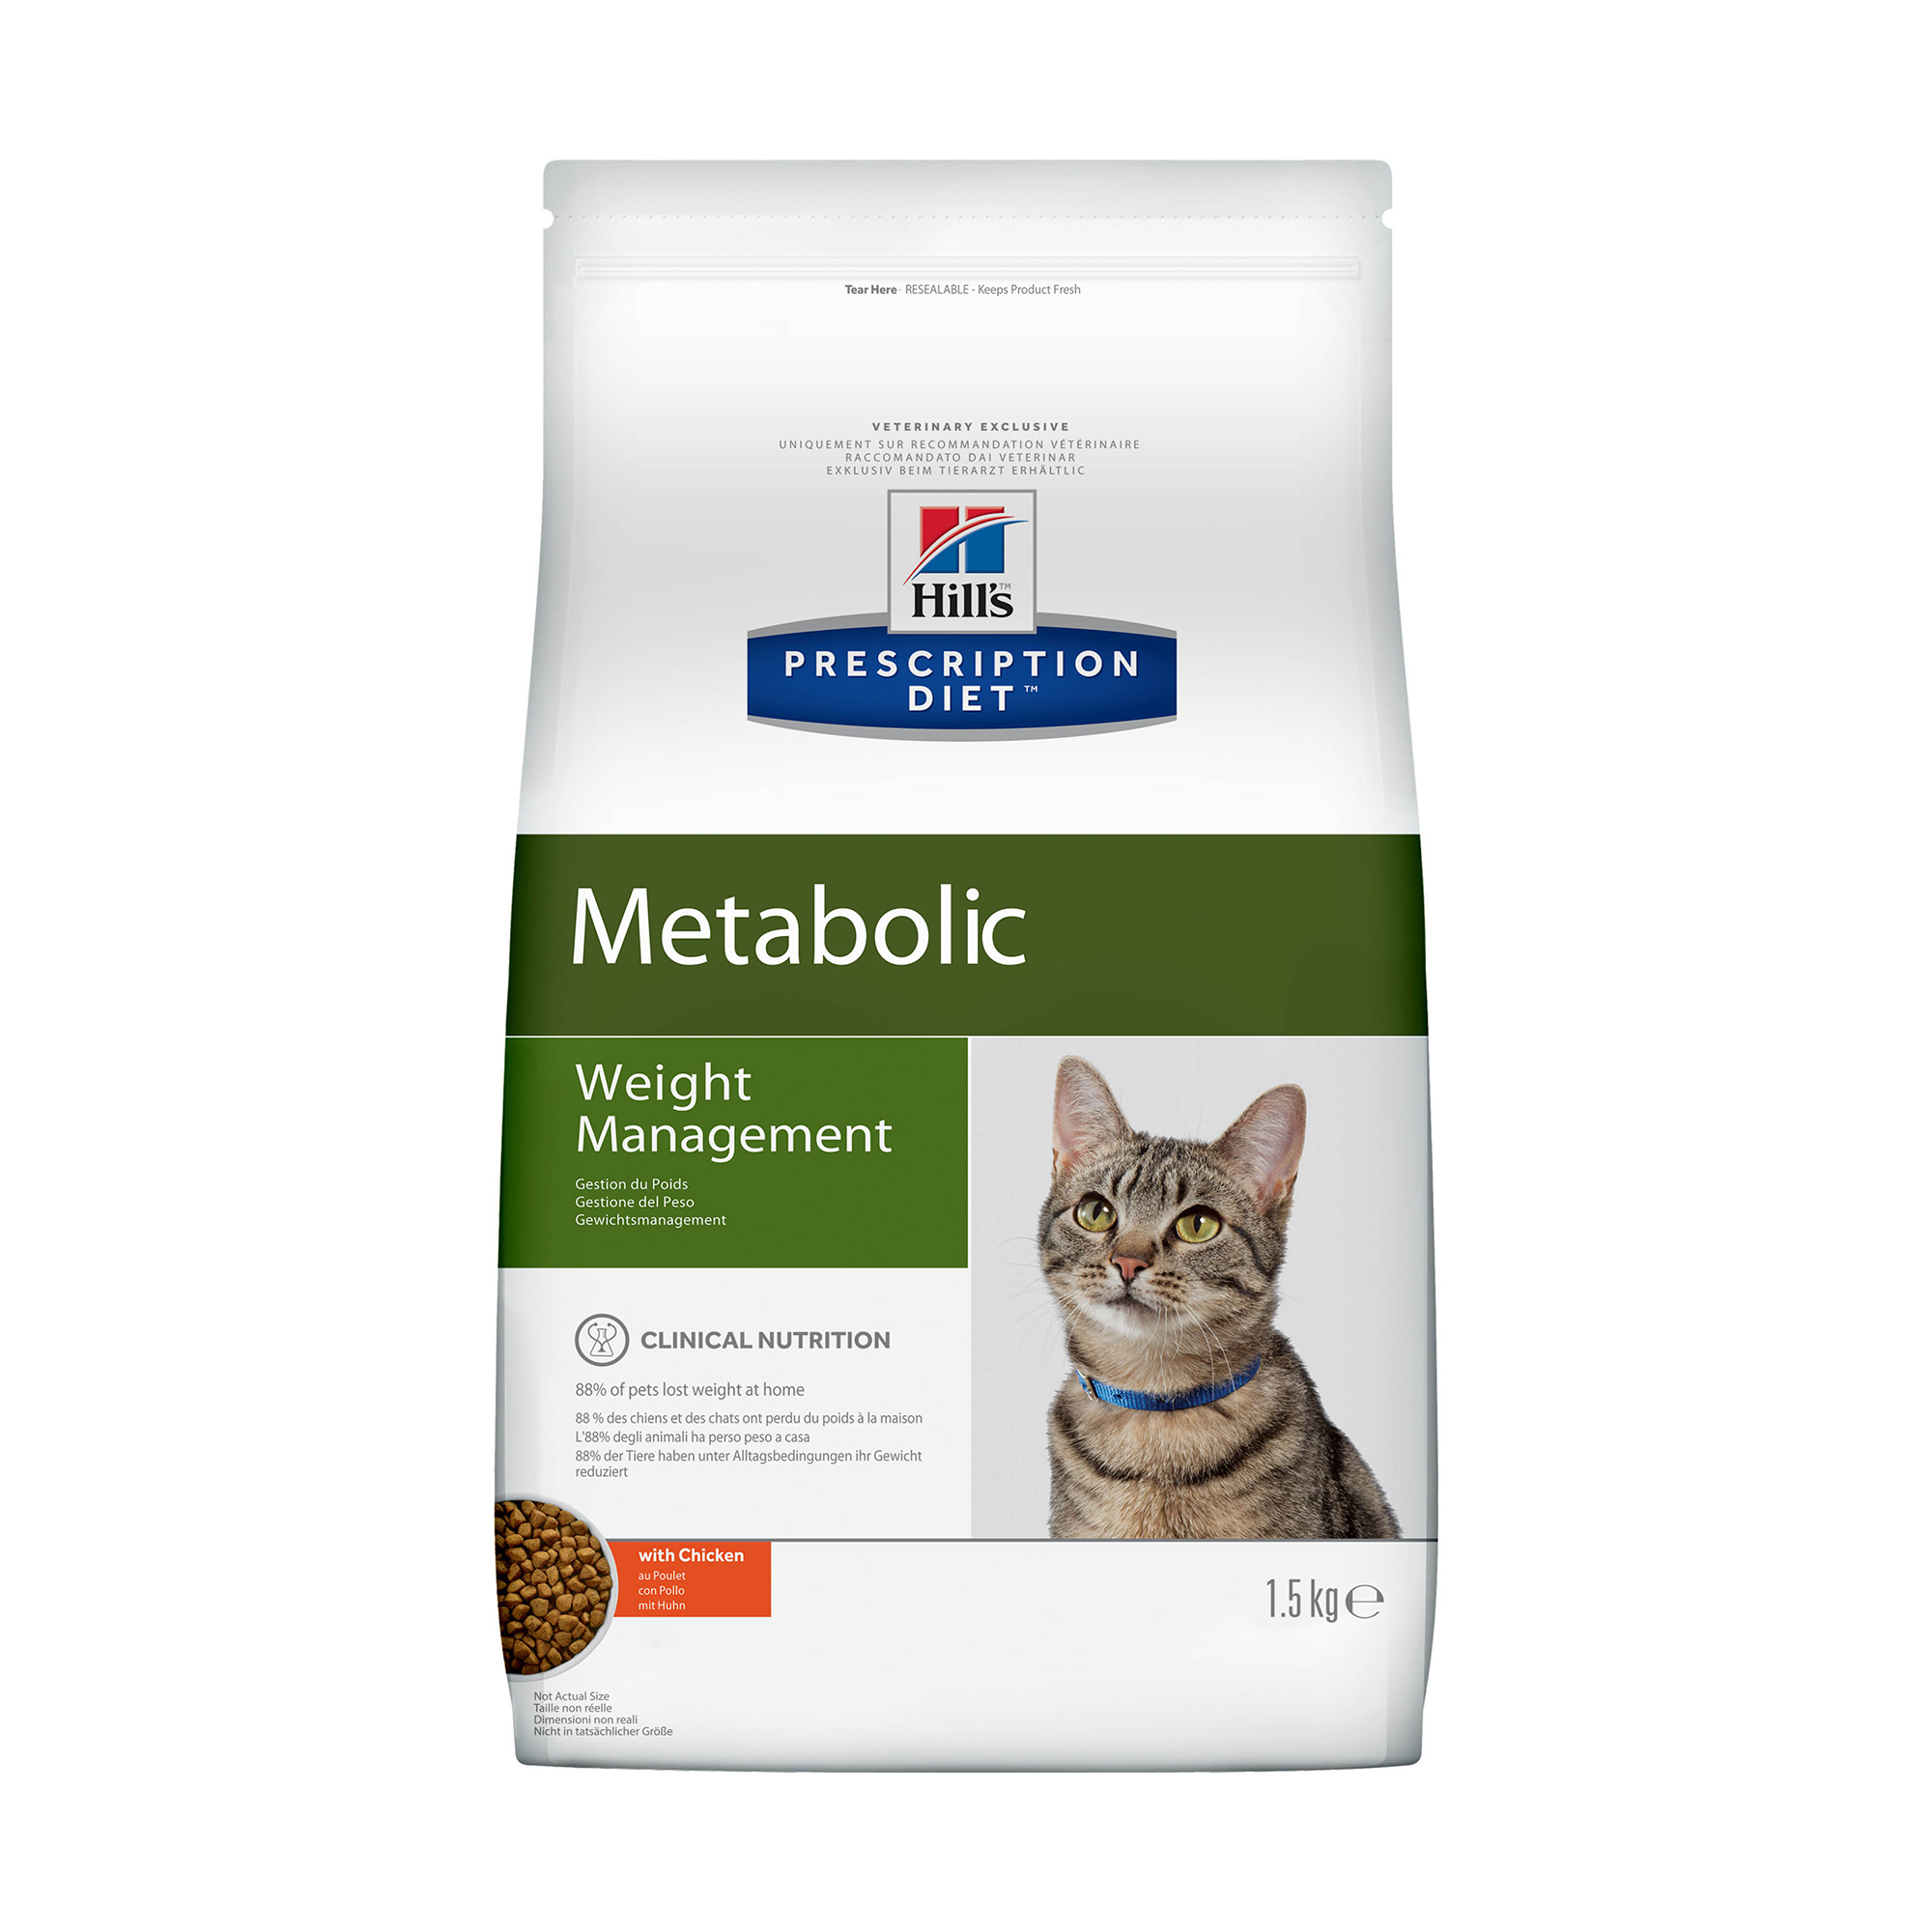 Tear Here · RESEALABLE - Keeps Product Fresh
VETERINARY EXCLUSIVE
UNIQUEMENT SUR RECOMMANDATION VÉTÉRINAIRE
RACCOMANDATO DAI VETERINAR
EXKLUSIV BEIM TIERARZT ERHÄLTLIC
Hill's™
PRESCRIPTION
DIET™
Metabolic
Weight
Management
Gestion du Poids
Gestione del Peso
Gewichtsmanagement
CLINICAL NUTRITION
88% of pets lost weight at home
88 % des chiens et des chats ont perdu du poids à la maison
L'88% degli animali ha perso peso a casa
88% der Tiere haben unter Alltagsbedingungen ihr Gewicht
reduziert
with Chicken
au Poulet
con Pollo
mit Huhn
1.5 kg ℮
Not Actual Size
Taille non réelle
Dimensioni non reali
Nicht in tatsächlicher Größe